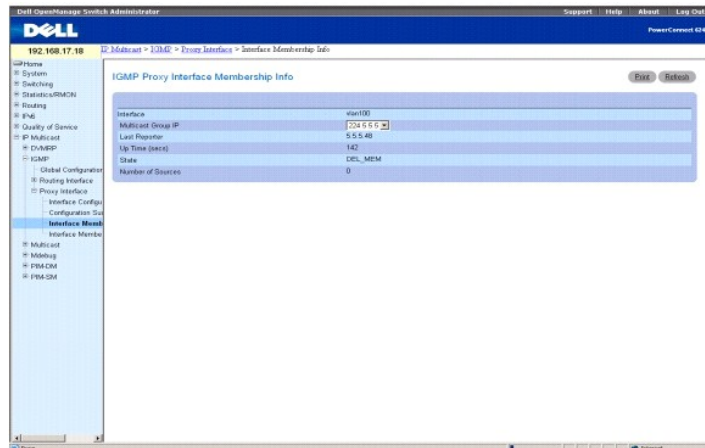 Dell OpenManage Switch Administrator
Support Help About Log Out
DELL
PowerConnect 624
192.168.17.18
IP Multicast > IGMP > Proxy Interface > Interface Membership Info
Home
System
Switching
Statistics/RMON
Routing
IPv6
Quality of Service
IP Multicast
DVMRP
IGMP
Global Configuration
Routing Interface
Proxy Interface
Interface Configu
Configuration Sum
Interface Memb
Interface Membe
Multicast
Mdebug
PIM-DM
PIM-SM
IGMP Proxy Interface Membership Info
Print Refresh
Interface vlan100
Multicast Group IP 224.5.5.5
Last Reporter 5.5.5.48
Up Time (secs) 142
State DEL_MEM
Number of Sources 0